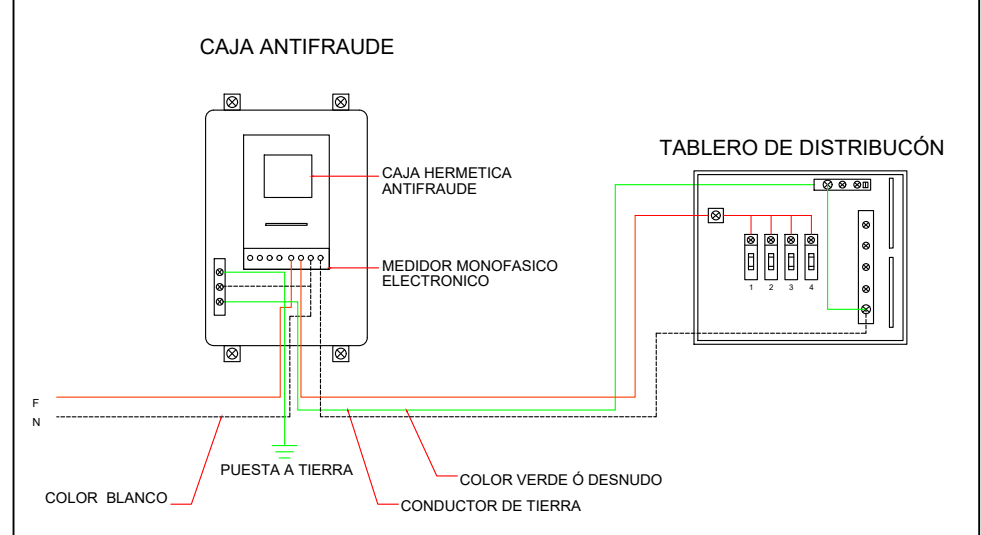 CAJA ANTIFRAUDE
TABLERO DE DISTRIBUCÓN
CAJA HERMETICA
ANTIFRAUDE
MEDIDOR MONOFASICO
ELECTRONICO
1 2 3 4
F
N
PUESTA A TIERRA
COLOR VERDE Ó DESNUDO
COLOR BLANCO
CONDUCTOR DE TIERRA